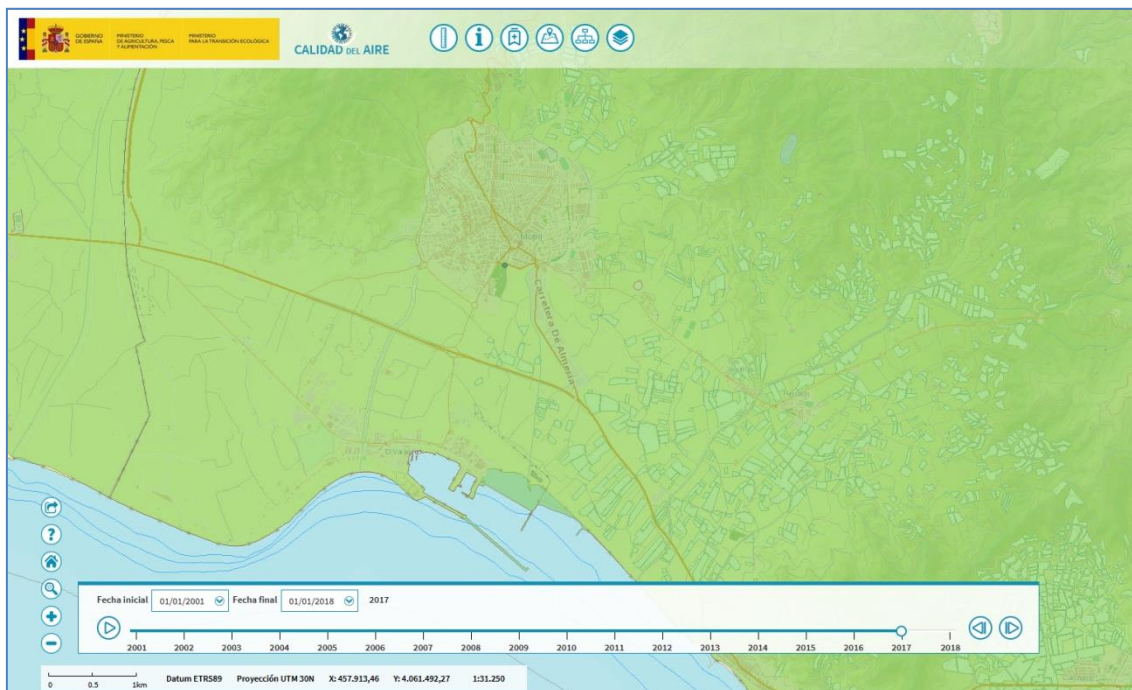 GOBIERNO
DE ESPAÑA
MINISTERIO
DE AGRICULTURA, PESCA
Y ALIMENTACIÓN
MINISTERIO
PARA LA TRANSICIÓN ECOLÓGICA
CALIDAD DEL AIRE
Motril
Carretera De Almería
Fecha inicial 01/01/2001 Fecha final 01/01/2018 2017
2001 2002 2003 2004 2005 2006 2007 2008 2009 2010 2011 2012 2013 2014 2015 2016 2017 2018
0 0.5 1km Datum ETRS89 Proyección UTM 30N X: 457.913,46 Y: 4.061.492,27 1:31.250